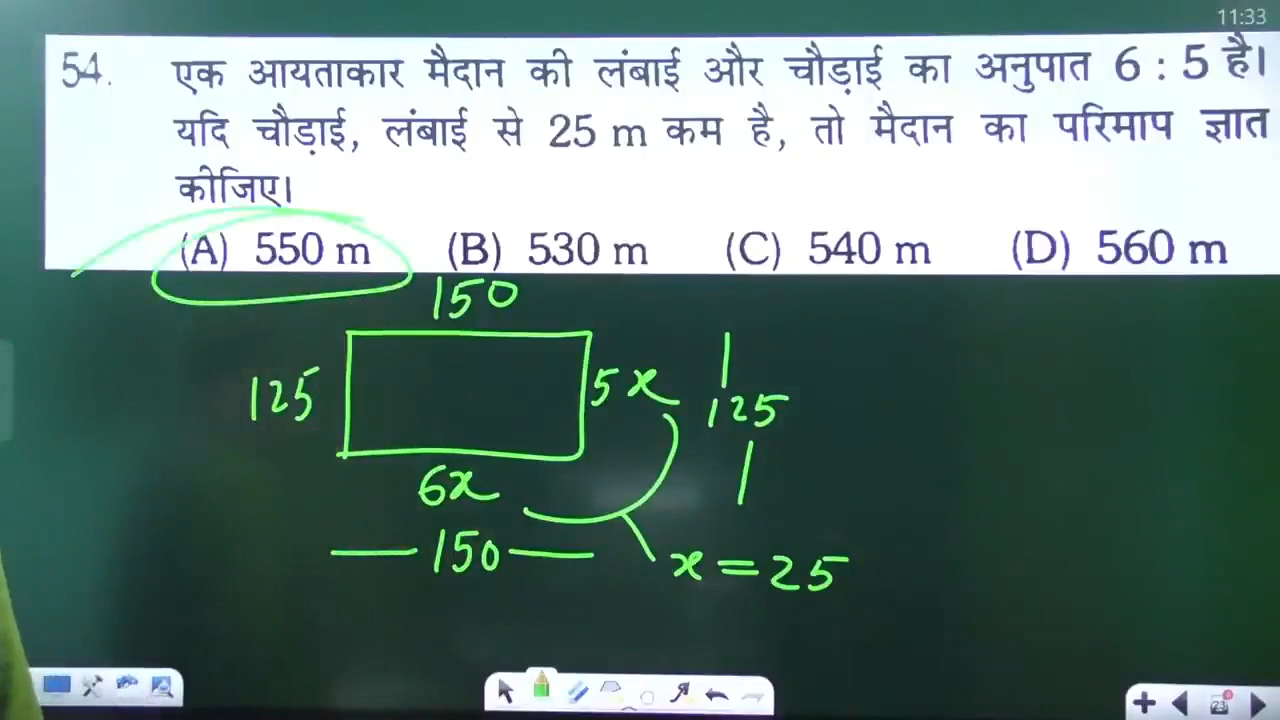 11:33
54. एक आयताकार मैदान की लंबाई और चौड़ाई का अनुपात 6 : 5 है।
यदि चौड़ाई, लंबाई से 25 m कम है, तो मैदान का परिमाप ज्ञात
कीजिए।
(A) 550 m (B) 530 m (C) 540 m (D) 560 m
150
125 5x 125
6x
150
x = 25
23